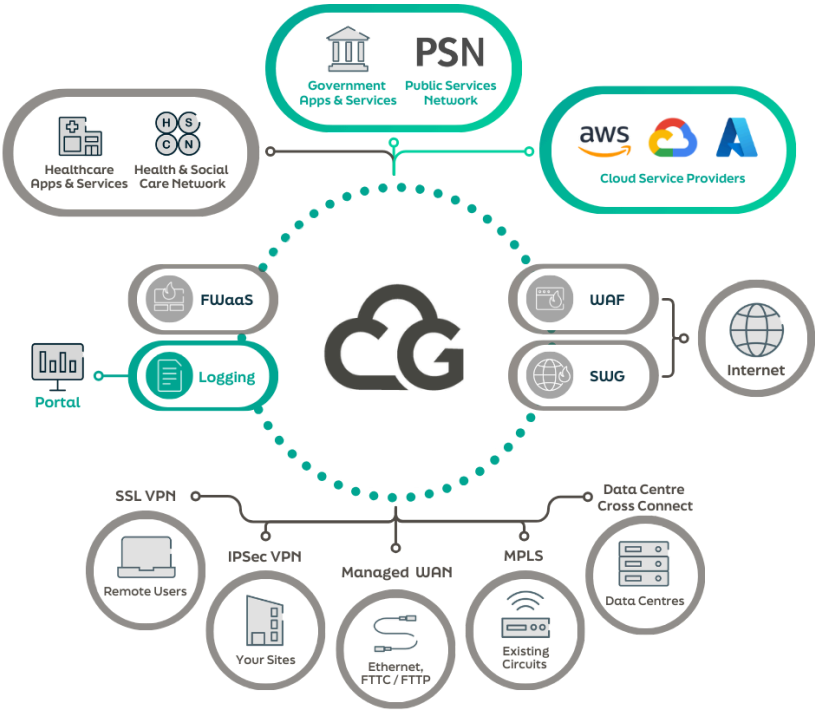 PSN
Government
Apps & Services
Public Services
Network
H S
C N
Healthcare
Apps & Services
Health & Social
Care Network
aws
Cloud Service Providers
FWaaS
Logging
Portal
CG
WAF
SWG
Internet
SSL VPN
Remote Users
IPSec VPN
Your Sites
Managed WAN
Ethernet,
FTTC / FTTP
MPLS
Existing
Circuits
Data Centre
Cross Connect
Data Centres